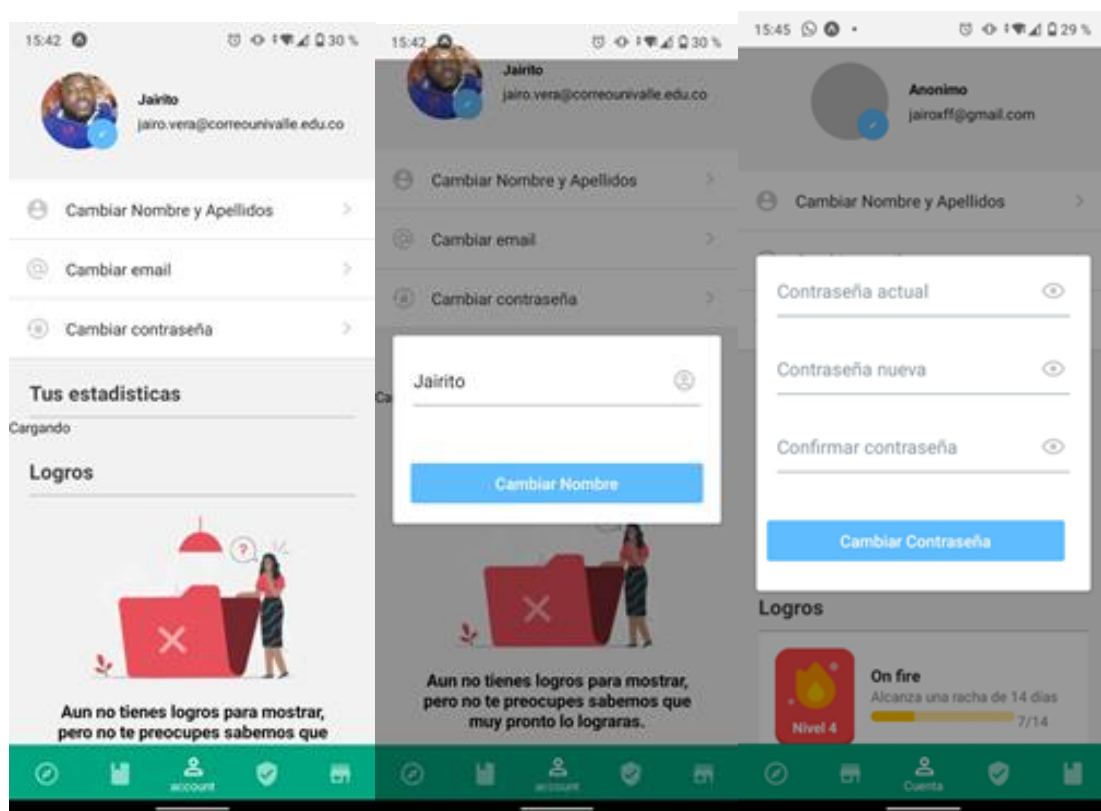 15:42
30 %
Jairito
jairo.vera@correounivalle.edu.co
Cambiar Nombre y Apellidos
Cambiar email
Cambiar contraseña
Tus estadisticas
Cargando
Logros
?
Aun no tienes logros para mostrar,
pero no te preocupes sabemos que
account
15:42
30 %
Jairito
jairo.vera@correounivalle.edu.co
Cambiar Nombre y Apellidos
Cambiar email
Cambiar contraseña
Ca
Jairito
Cambiar Nombre
Aun no tienes logros para mostrar,
pero no te preocupes sabemos que
muy pronto lo lograras.
account
15:45
29 %
Anonimo
jairoxff@gmail.com
Cambiar Nombre y Apellidos
Contraseña actual
Contraseña nueva
Confirmar contraseña
Cambiar Contraseña
Logros
On fire
Alcanza una racha de 14 días
7/14
Nivel 4
Cuenta